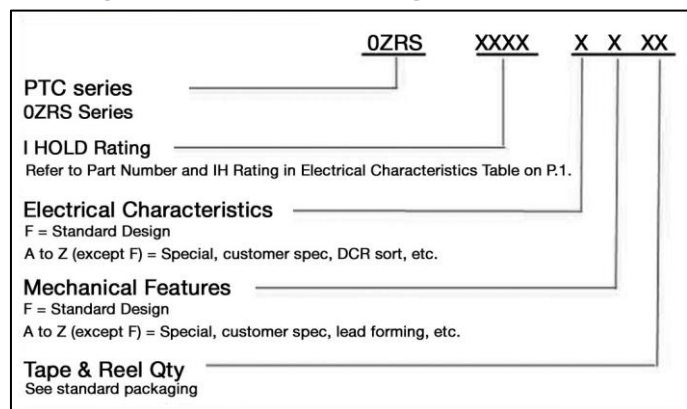 0ZRS XXXX X X XX
PTC series
0ZRS Series
I HOLD Rating
Refer to Part Number and IH Rating in Electrical Characteristics Table on P.1.
Electrical Characteristics
F = Standard Design
A to Z (except F) = Special, customer spec, DCR sort, etc.
Mechanical Features
F = Standard Design
A to Z (except F) = Special, customer spec, lead forming, etc.
Tape & Reel Qty
See standard packaging